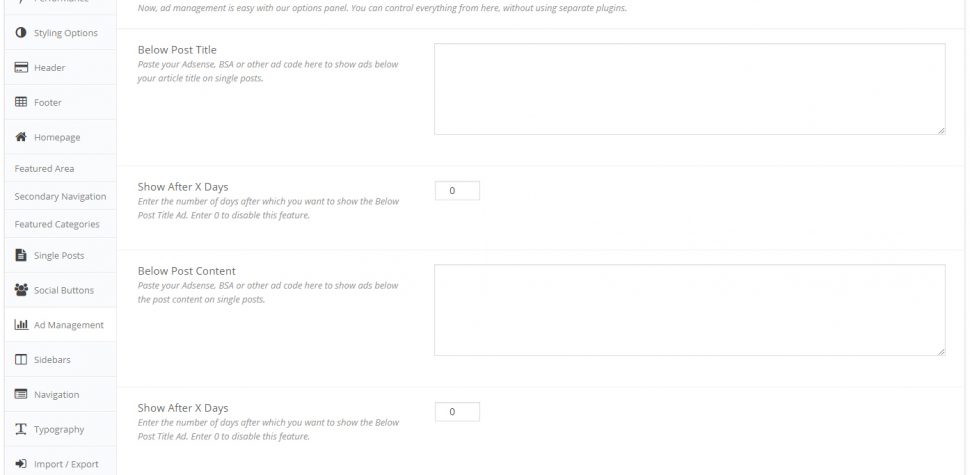 Performance
Now, ad management is easy with our options panel. You can control everything from here, without using separate plugins.
Styling Options
Header
Footer
Homepage
Featured Area
Secondary Navigation
Featured Categories
Single Posts
Social Buttons
Ad Management
Sidebars
Navigation
Typography
Import / Export
Below Post Title
Paste your Adsense, BSA or other ad code here to show ads below
your article title on single posts.
Show After X Days
Enter the number of days after which you want to show the Below
Post Title Ad. Enter 0 to disable this feature.
0
Below Post Content
Paste your Adsense, BSA or other ad code here to show ads below
the post content on single posts.
Show After X Days
Enter the number of days after which you want to show the Below
Post Title Ad. Enter 0 to disable this feature.
0